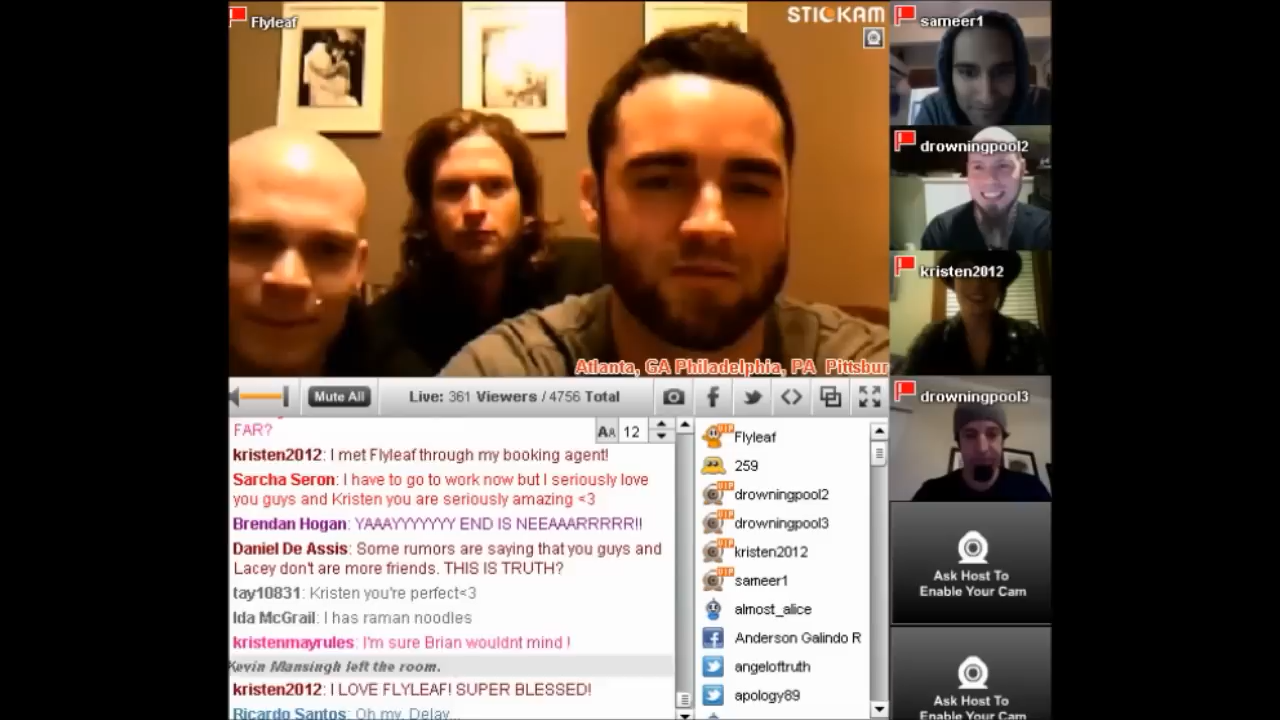 Flyleaf
STICKAM
Atlanta, GA Philadelphia, PA Pittsbur
sameer1
drowningpool2
kristen2012
drowningpool3
Ask Host To
Enable Your Cam
Ask Host To
Enable Your Cam
Mute All
Live: 361 Viewers / 4756 Total
AA 12
FAR?
kristen2012: I met Flyleaf through my booking agent!
Sarcha Seron: I have to go to work now but I seriously love
you guys and Kristen you are seriously amazing <3
Brendan Hogan: YAAAYYYYYYY END IS NEEAAARRRRR!!
Daniel De Assis: Some rumors are saying that you guys and
Lacey don't are more friends. THIS IS TRUTH?
tay10831: Kristen you're perfect<3
Ida McGrail: I has raman noodles
kristenmayrules: I'm sure Brian wouldnt mind !
Kevin Mansingh left the room.
kristen2012: I LOVE FLYLEAF! SUPER BLESSED!
Ricardo Santos: Oh my, Delay...
VIP Flyleaf
259
VIP drowningpool2
VIP drowningpool3
VIP kristen2012
VIP sameer1
almost_alice
Anderson Galindo R
angeloftruth
apology89